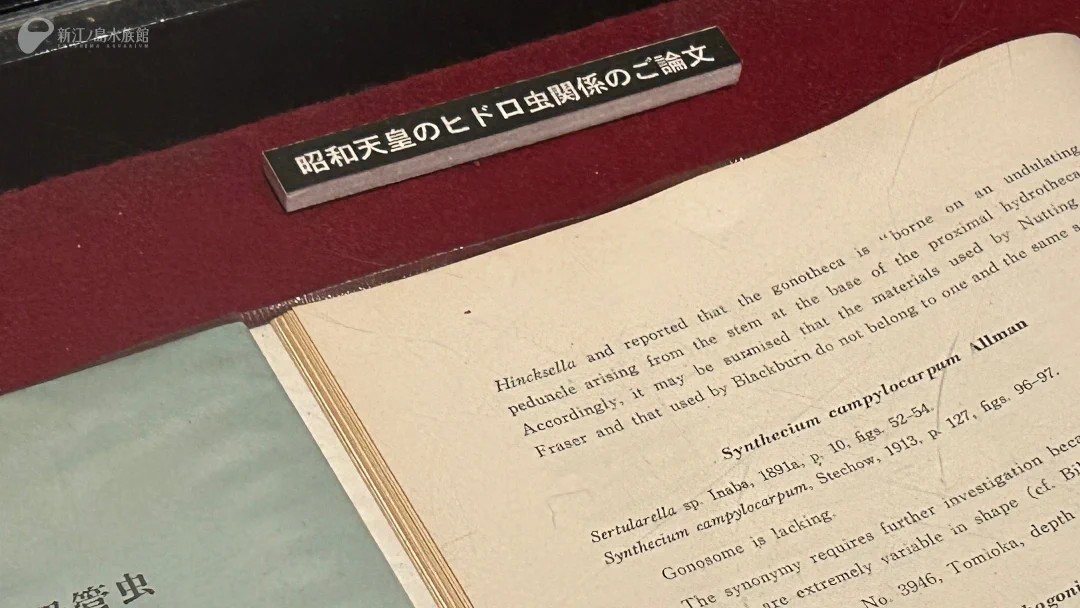 新江ノ島水族館
ENOSHIMA AQUARIUM
昭和天皇のヒドロ虫関係のご論文
Hincksella and reported that the gonotheca is "borne on an undulating
peduncle arising from the stem at the base of the proximal hydrotheca
Accordingly, it may be surmised that the materials used by Nutting
Fraser and that used by Blackburn do not belong to one and the same s
Synthecium campylocarpum Allman
Sertularella sp. Inaba, 1891a, p. 10, figs. 52-54.
Synthecium campylocarpum, Stechow, 1913, p. 127, figs. 96-97.
Gonosome is lacking.
The synonymy requires further investigation beca
are extremely variable in shape (cf. Bil
No. 3946, Tomioka, depth
管虫